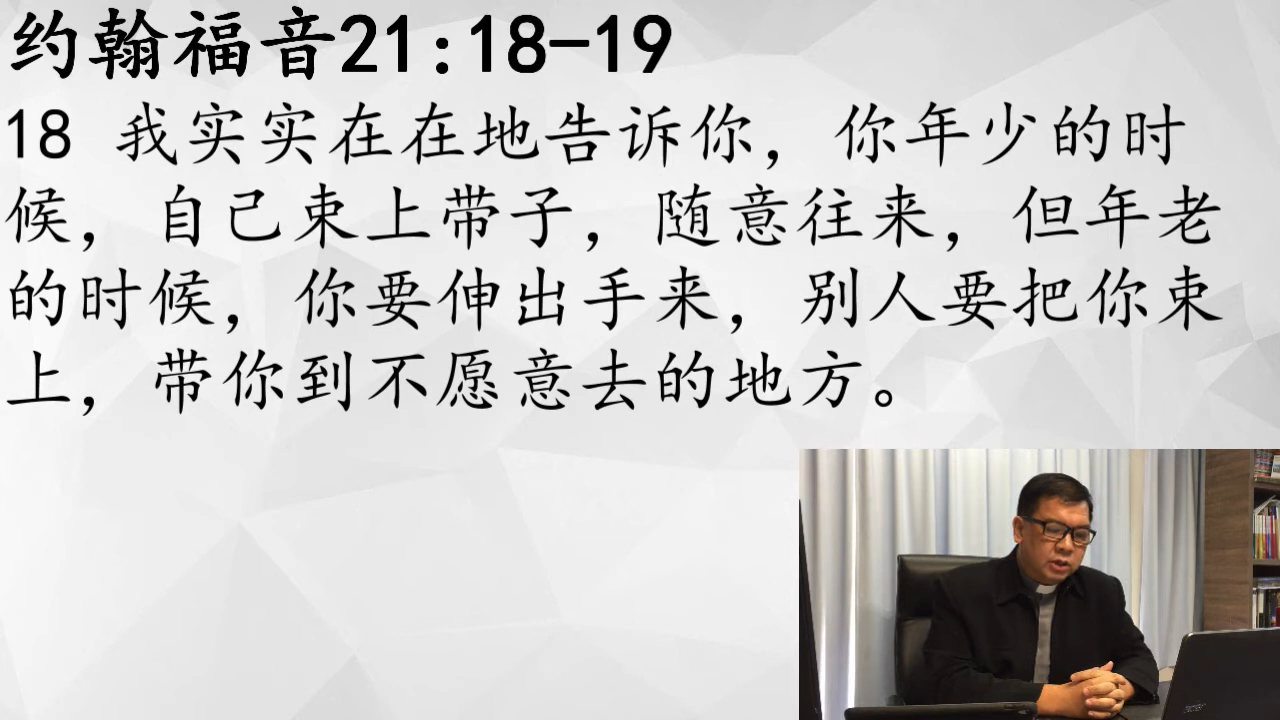 约翰福音21:18-19
18 我实实在在地告诉你，你年少的时
候，自己束上带子，随意往来，但年老
的时候，你要伸出手来，别人要把你束
上，带你到不愿意去的地方。